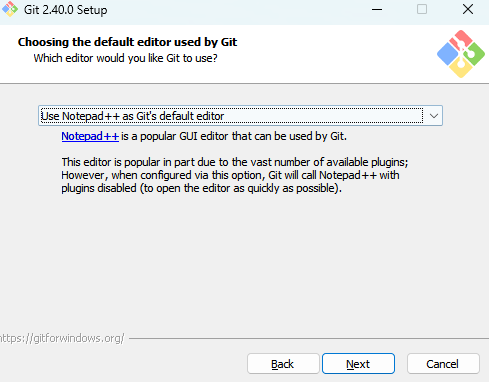 Git 2.40.0 Setup
Choosing the default editor used by Git
Which editor would you like Git to use?
Use Notepad++ as Git's default editor
Notepad++ is a popular GUI editor that can be used by Git.
This editor is popular in part due to the vast number of available plugins;
However, when configured via this option, Git will call Notepad++ with
plugins disabled (to open the editor as quickly as possible).
https://gitforwindows.org/
Back Next Cancel